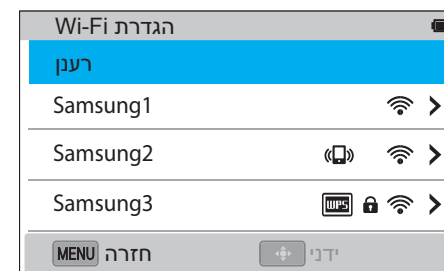 הגדרת Wi-Fi
רענן
Samsung1
Samsung2
Samsung3 WPS
MENU חזרה ידני